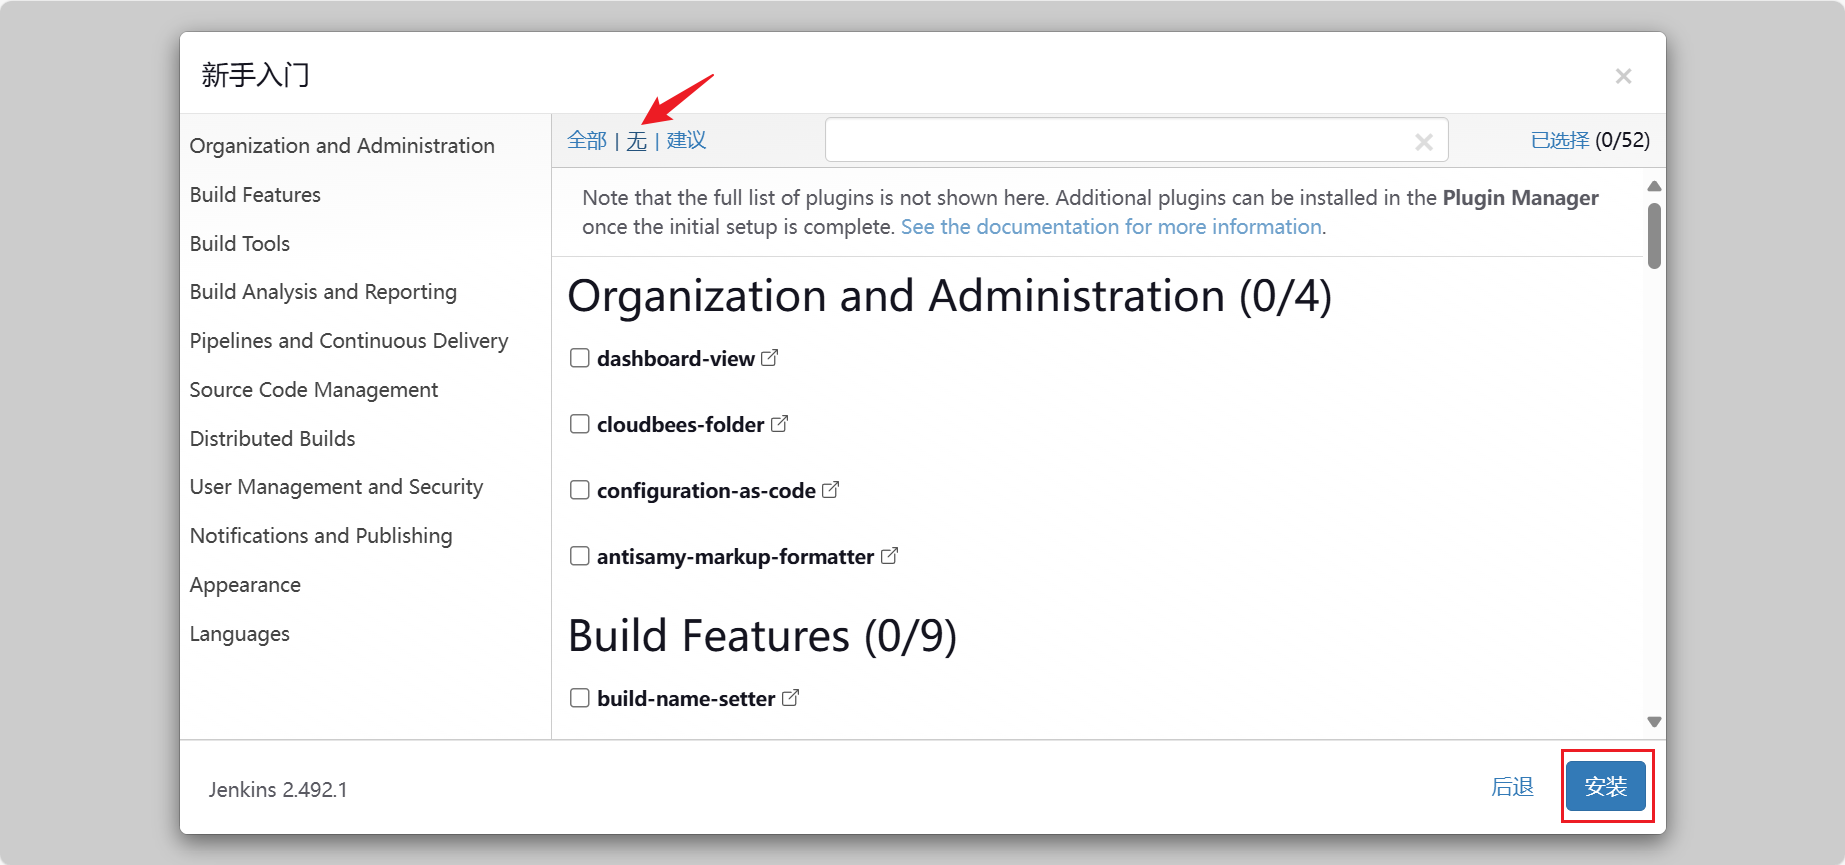 新手入门
×
Organization and Administration
Build Features
Build Tools
Build Analysis and Reporting
Pipelines and Continuous Delivery
Source Code Management
Distributed Builds
User Management and Security
Notifications and Publishing
Appearance
Languages
全部 | 无 | 建议
×
已选择 (0/52)
Note that the full list of plugins is not shown here. Additional plugins can be installed in the Plugin Manager
once the initial setup is complete. See the documentation for more information.
Organization and Administration (0/4)
dashboard-view
cloudbees-folder
configuration-as-code
antisamy-markup-formatter
Build Features (0/9)
build-name-setter
Jenkins 2.492.1
后退
安装